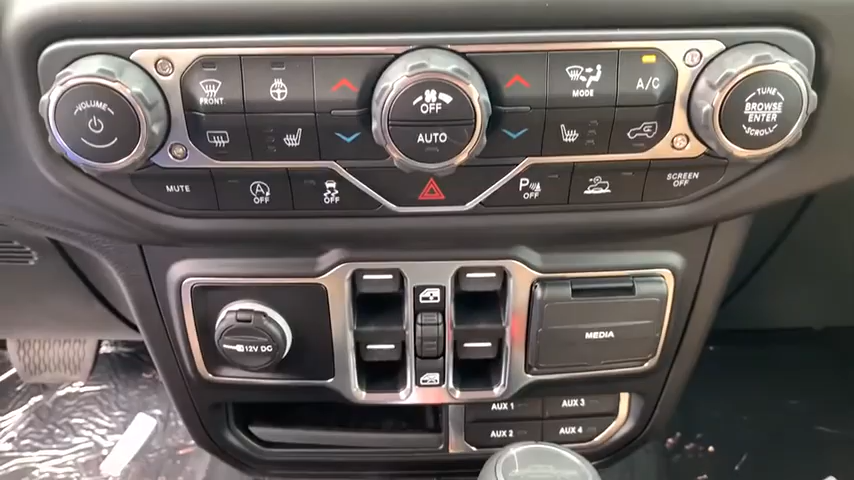 VOLUME
FRONT
OFF
AUTO
MODE
A/C
TUNE
BROWSE
ENTER
SCROLL
MUTE
OFF
OFF
P
OFF
SCREEN
OFF
12V DC
MEDIA
AUX 1
AUX 3
AUX 2
AUX 4